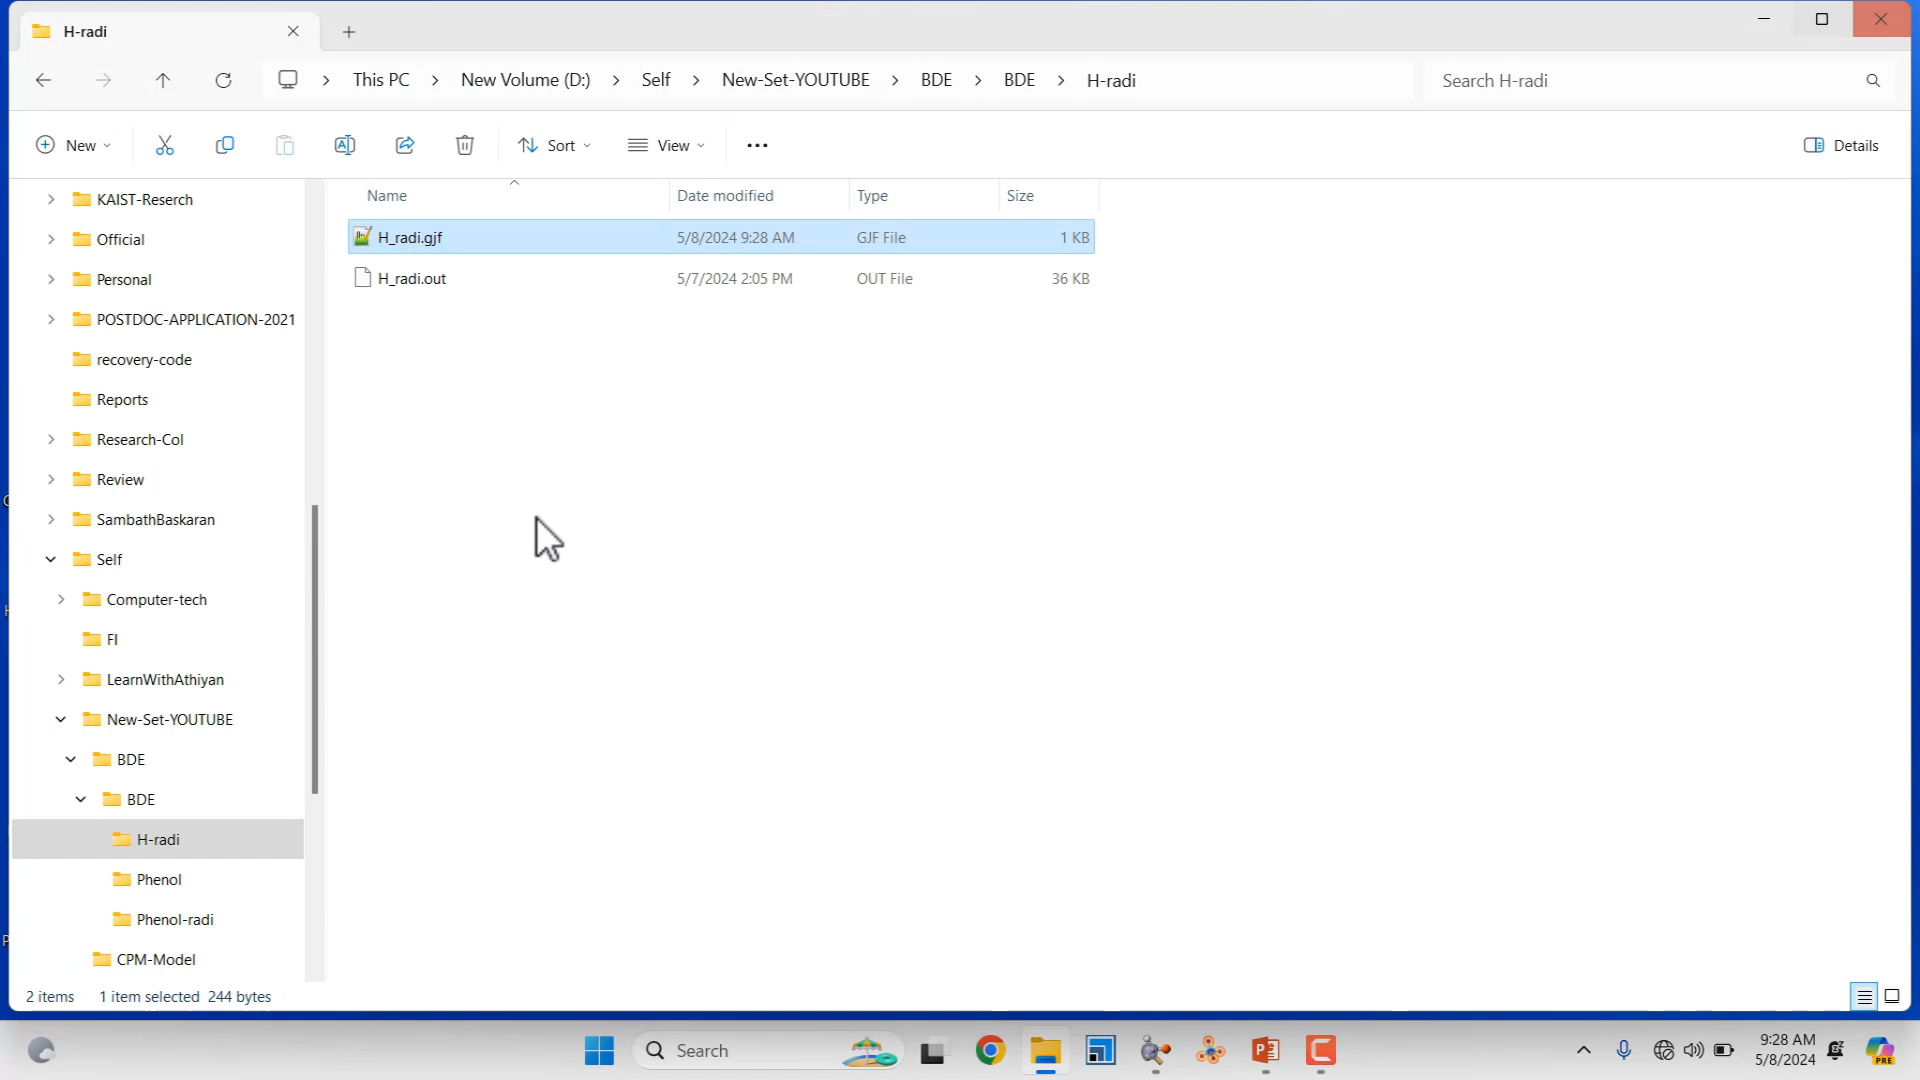 H-radi
This PC > New Volume (D:) > Self > New-Set-YOUTUBE > BDE > BDE > H-radi
Search H-radi
New
Sort
View
Details
Name
Date modified
Type
Size
H_radi.gjf 5/8/2024 9:28 AM GJF File 1 KB
H_radi.out 5/7/2024 2:05 PM OUT File 36 KB
KAIST-Reserch
Official
Personal
POSTDOC-APPLICATION-2021
recovery-code
Reports
Research-Col
Review
SambathBaskaran
Self
Computer-tech
FI
LearnWithAthiyan
New-Set-YOUTUBE
BDE
BDE
H-radi
Phenol
Phenol-radi
CPM-Model
2 items 1 item selected 244 bytes
Search
9:28 AM
5/8/2024
PRE